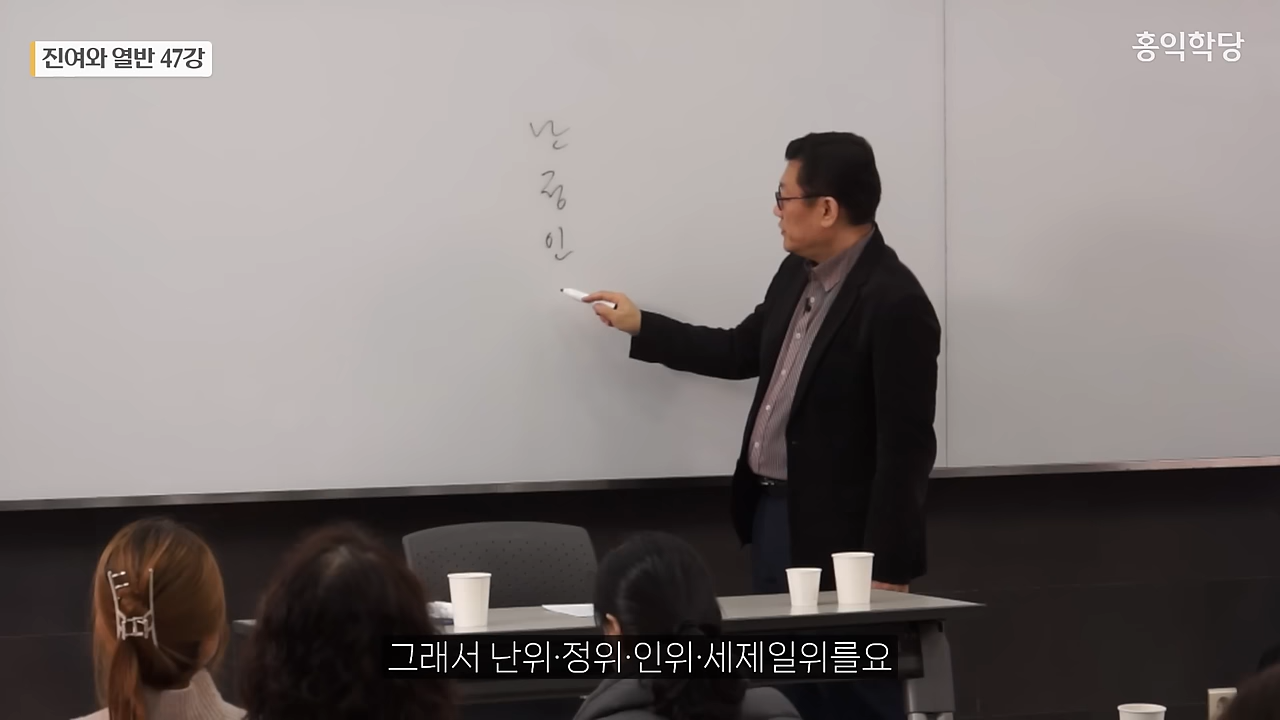 진여와 열반 47강
홍익학당
난
정
인
그래서 난위·정위·인위·세제일위를요